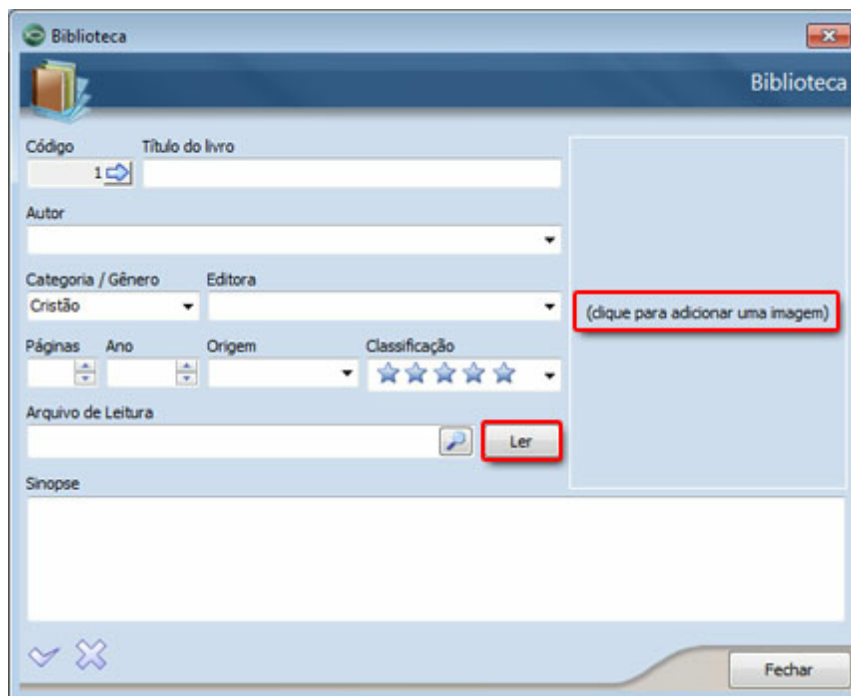 Biblioteca
Biblioteca
Código Título do livro
1
Autor
Categoria / Gênero Editora
Cristão
(clique para adicionar uma imagem)
Páginas Ano Origem Classificação
Arquivo de Leitura
Ler
Sinopse
Fechar